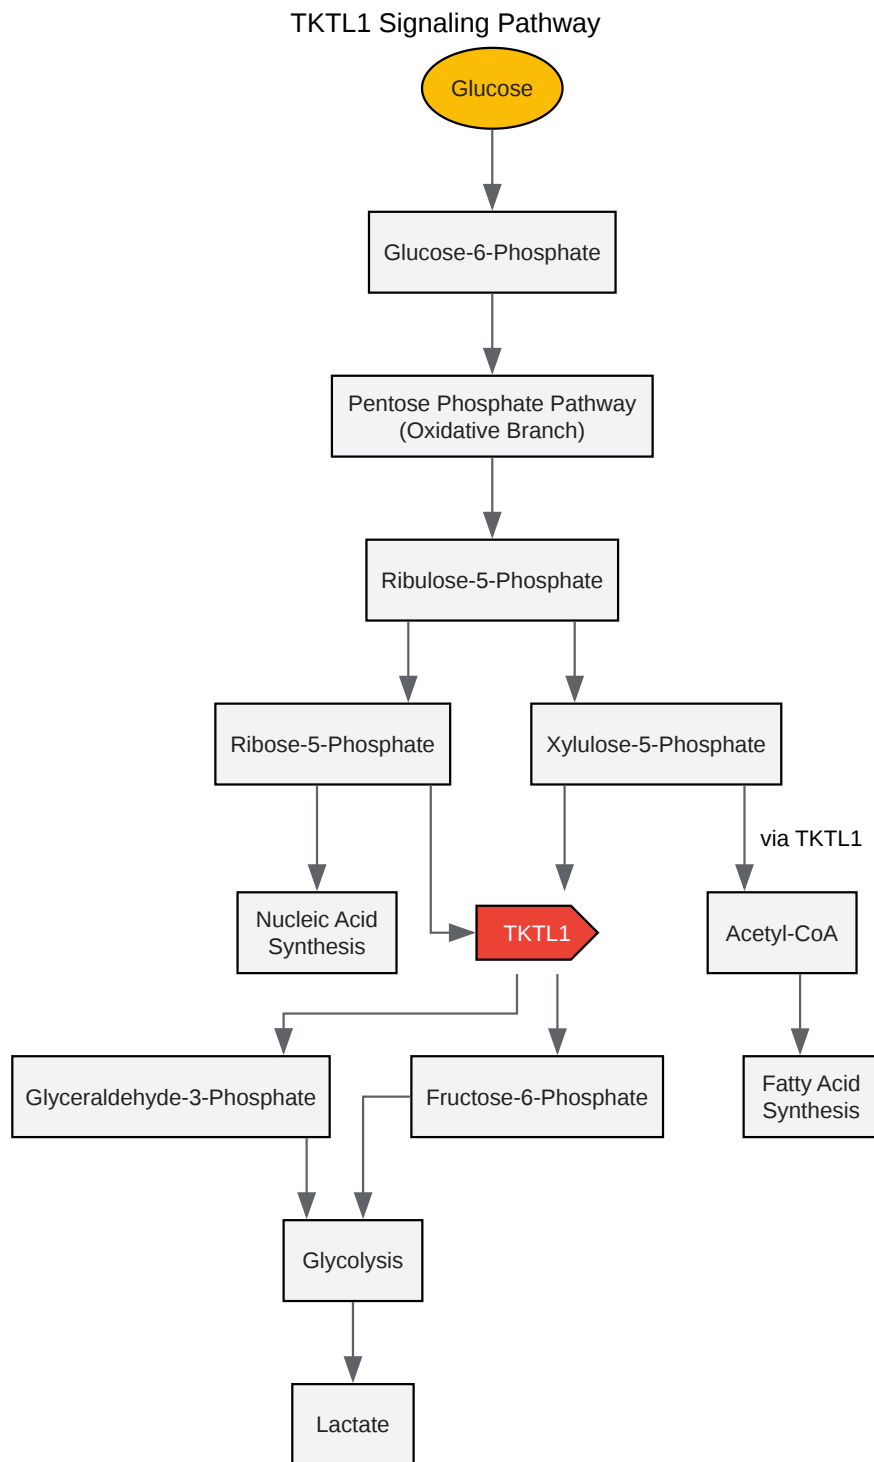 TKTL1 Signaling Pathway
Glucose
Glucose-6-Phosphate
Pentose Phosphate Pathway
(Oxidative Branch)
Ribulose-5-Phosphate
Ribose-5-Phosphate
Xylulose-5-Phosphate
via TKTL1
Nucleic Acid
Synthesis
TKTL1
Acetyl-CoA
Glyceraldehyde-3-Phosphate
Fructose-6-Phosphate
Fatty Acid
Synthesis
Glycolysis
Lactate